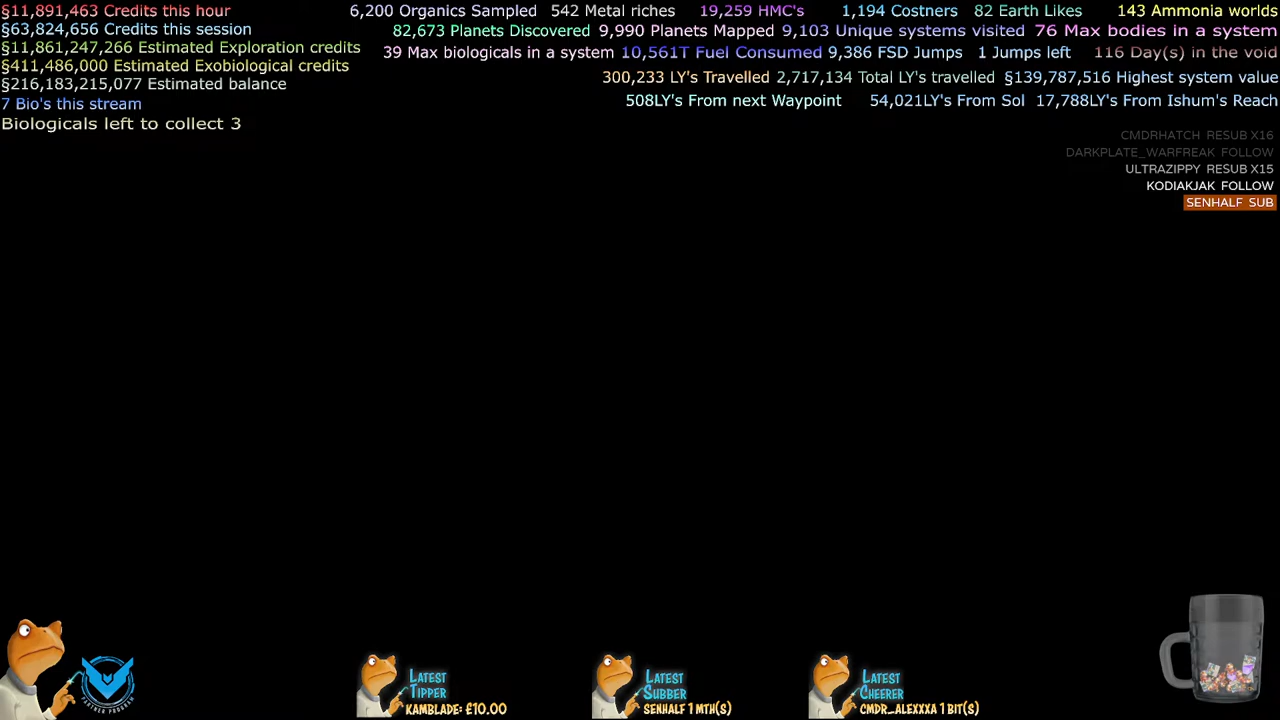 §11,891,463 Credits this hour
§63,824,656 Credits this session
§11,861,247,266 Estimated Exploration credits
§411,486,000 Estimated Exobiological credits
§216,183,215,077 Estimated balance
7 Bio's this stream
Biologicals left to collect 3
6,200 Organics Sampled 542 Metal riches 19,259 HMC's 1,194 Costners 82 Earth Likes 143 Ammonia worlds
82,673 Planets Discovered 9,990 Planets Mapped 9,103 Unique systems visited 76 Max bodies in a system
39 Max biologicals in a system 10,561T Fuel Consumed 9,386 FSD Jumps 1 Jumps left 116 Day(s) in the void
300,233 LY's Travelled 2,717,134 Total LY's travelled §139,787,516 Highest system value
508LY's From next Waypoint 54,021LY's From Sol 17,788LY's From Ishum's Reach
CMDRHATCH RESUB X16
DARKPLATE_WARFREAK FOLLOW
ULTRAZIPPY RESUB X15
KODIAKJAK FOLLOW
SENHALF SUB
PARTNER PROGRAM
LATEST
TIPPER
KAMBLADE: £10.00
LATEST
SUBBER
SENHALF 1 MTH(S)
LATEST
CHEERER
CMDR_ALEXXXA 1 BIT(S)